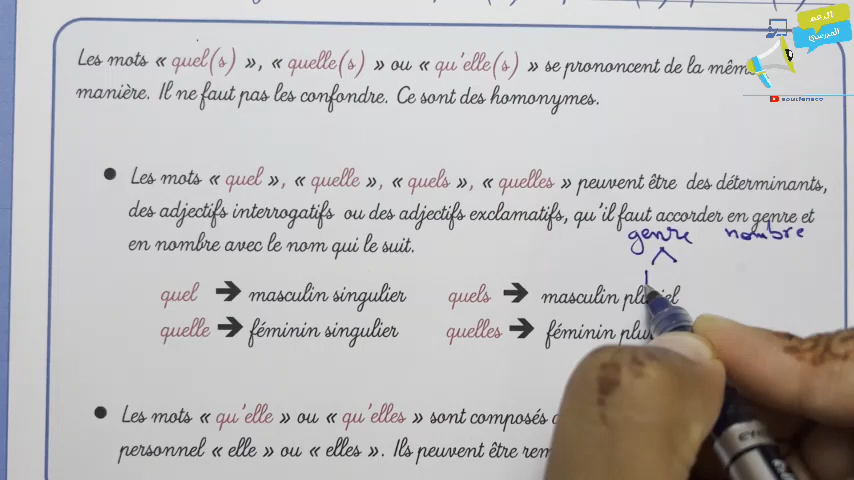 الدعم
المدرسي
Les mots « quel(s) », « quelle(s) » ou « qu'elle(s) » se prononcent de la même
manière. Il ne faut pas les confondre. Ce sont des homonymes.
Les mots « quel », « quelle », « quels », « quelles » peuvent être des déterminants,
des adjectifs interrogatifs ou des adjectifs exclamatifs, qu'il faut accorder en genre et
en nombre avec le nom qui le suit.
genre nombre
quel ➔ masculin singulier quels ➔ masculin pluriel
quelle ➔ féminin singulier quelles ➔ féminin plu
Les mots « qu'elle » ou « qu'elles » sont composés
personnel « elle » ou « elles ». Ils peuvent être rem